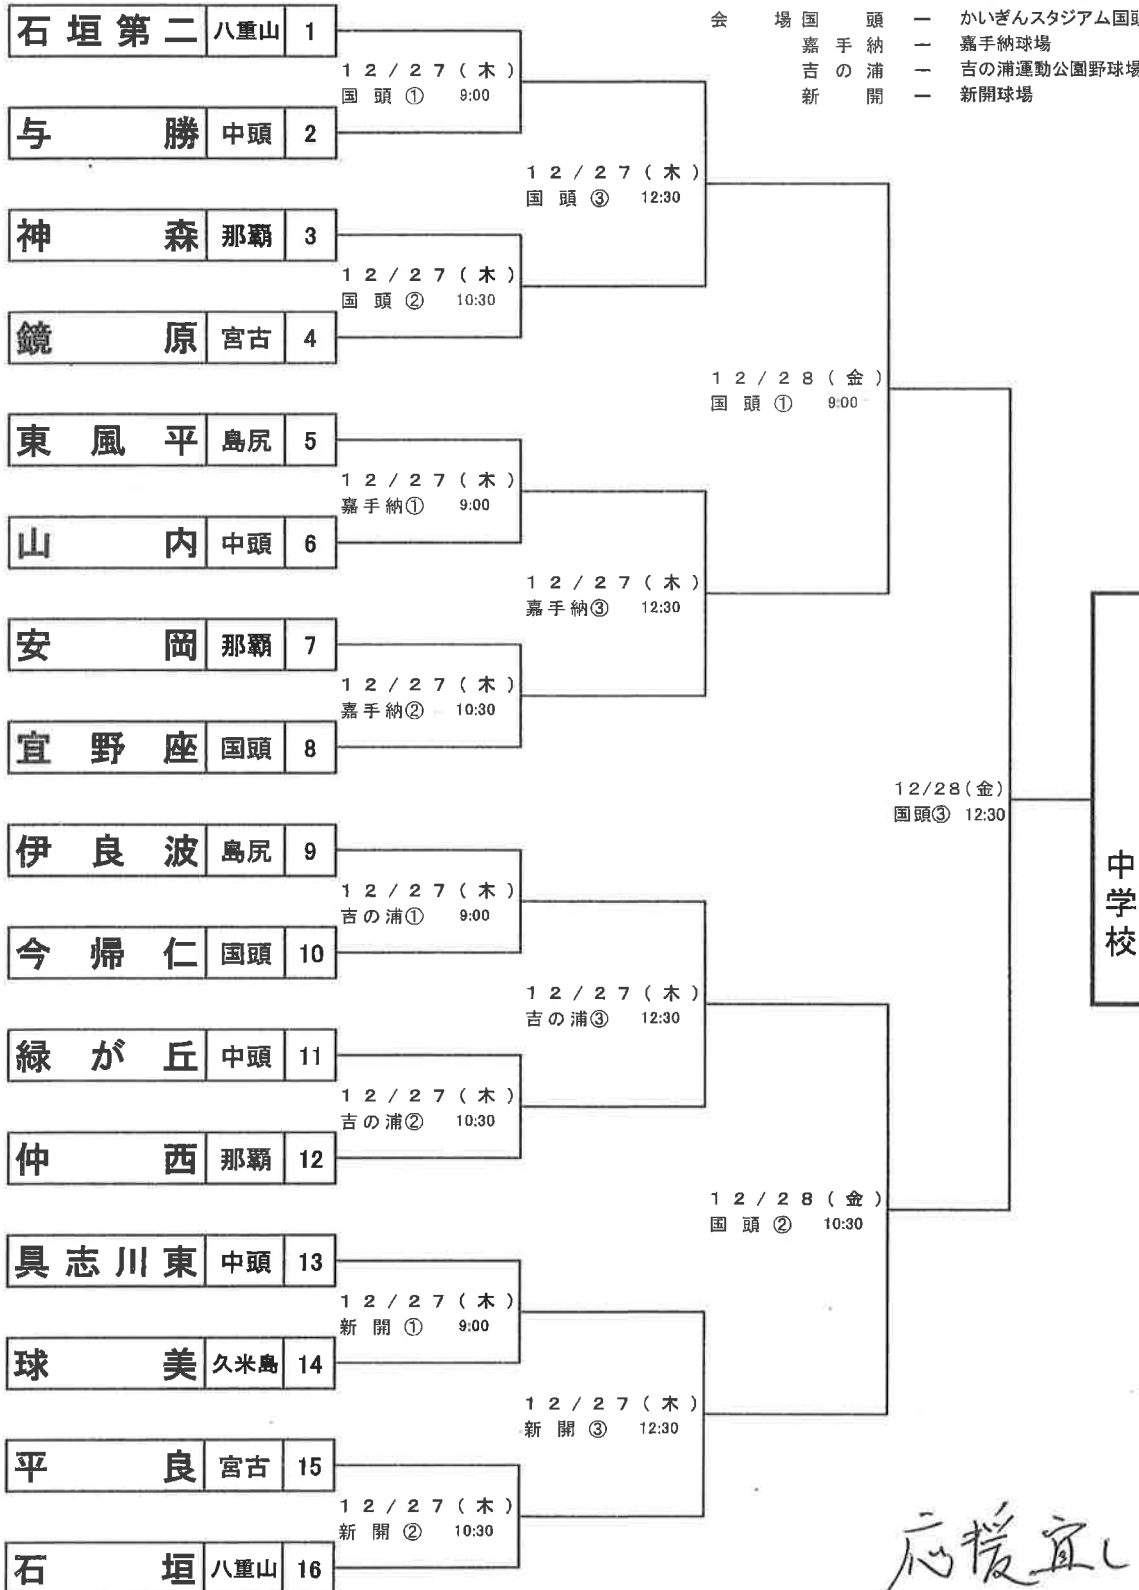 会場 国頭 ー かいぎんスタジアム国頭
嘉手納 ー 嘉手納球場
吉の浦 ー 吉の浦運動公園野球場
新開 ー 新開球場
石垣第二 八重山 1
12/27(木)
国頭① 9:00
与勝 中頭 2
12/27(木)
国頭③ 12:30
神森 那覇 3
12/27(木)
国頭② 10:30
鏡原 宮古 4
12/28(金)
国頭① 9:00
東風平 島尻 5
12/27(木)
嘉手納① 9:00
山内 中頭 6
12/27(木)
嘉手納③ 12:30
安岡 那覇 7
12/27(木)
嘉手納② 10:30
宜野座 国頭 8
12/28(金)
国頭③ 12:30
中学校
伊良波 島尻 9
12/27(木)
吉の浦① 9:00
今帰仁 国頭 10
12/27(木)
吉の浦③ 12:30
緑が丘 中頭 11
12/27(木)
吉の浦② 10:30
仲西 那覇 12
12/28(金)
国頭② 10:30
具志川東 中頭 13
12/27(木)
新開① 9:00
球美 久米島 14
12/27(木)
新開③ 12:30
平良 宮古 15
12/27(木)
新開② 10:30
石垣 八重山 16
応援宜し